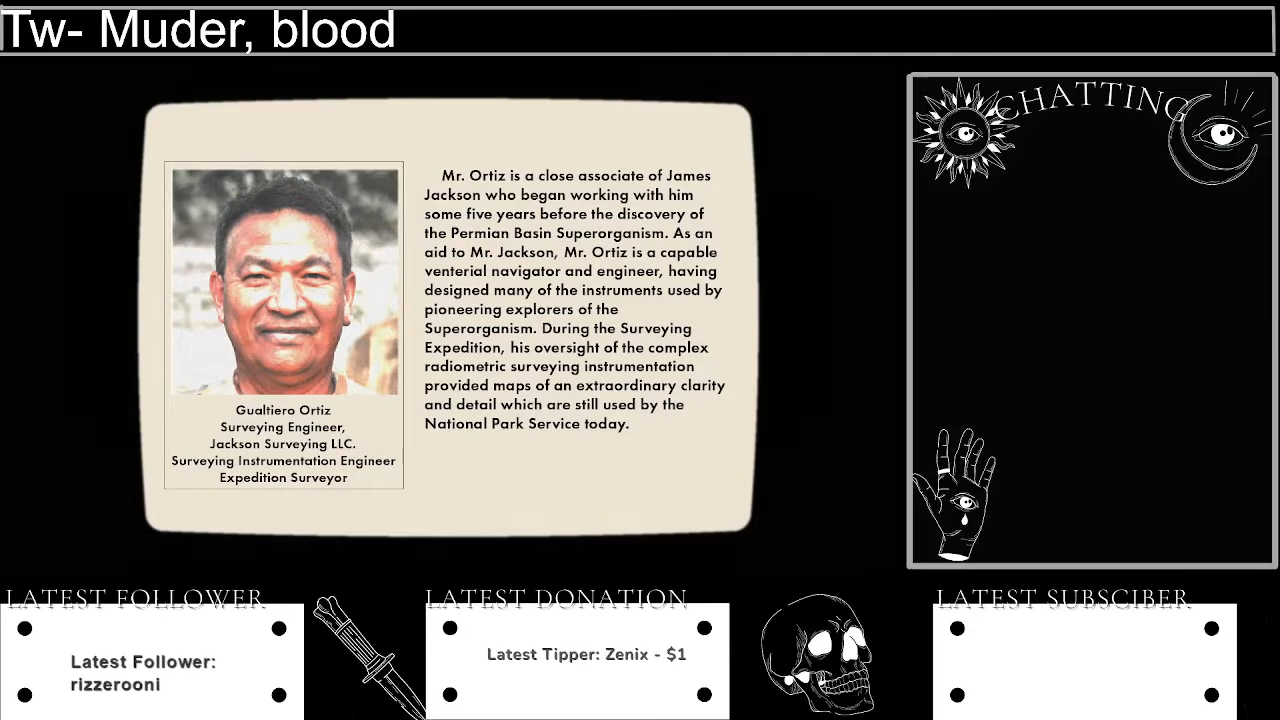 Tw- Muder, blood
CHATTING
Mr. Ortiz is a close associate of James
Jackson who began working with him
some five years before the discovery of
the Permian Basin Superorganism. As an
aid to Mr. Jackson, Mr. Ortiz is a capable
venterial navigator and engineer, having
designed many of the instruments used by
pioneering explorers of the
Superorganism. During the Surveying
Expedition, his oversight of the complex
radiometric surveying instrumentation
provided maps of an extraordinary clarity
and detail which are still used by the
National Park Service today.
Gualtiero Ortiz
Surveying Engineer,
Jackson Surveying LLC.
Surveying Instrumentation Engineer
Expedition Surveyor
LATEST FOLLOWER
Latest Follower:
rizzerooni
LATEST DONATION
Latest Tipper: Zenix - $1
LATEST SUBSCIBER